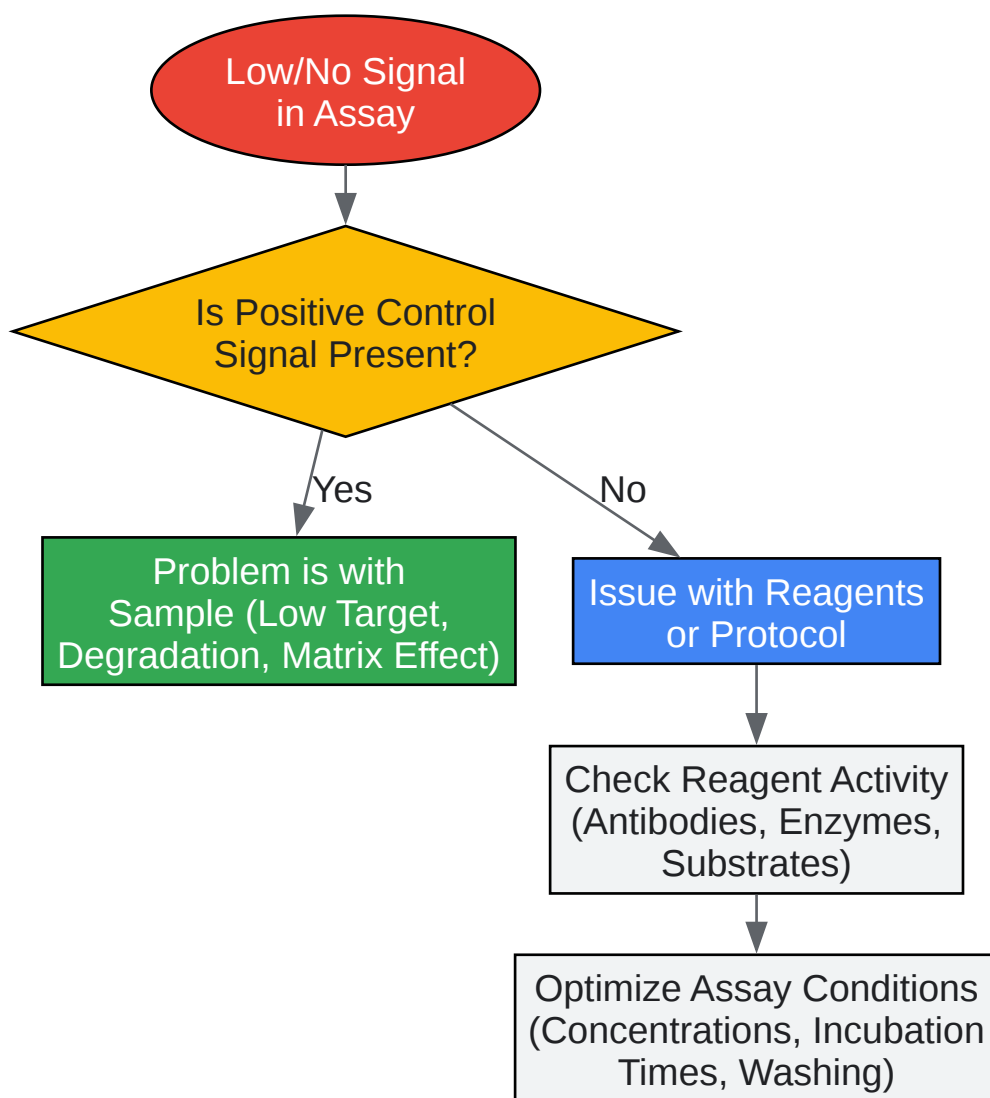 Low/No Signal
in Assay
Is Positive Control
Signal Present?
Yes
No
Problem is with
Sample (Low Target,
Degradation, Matrix Effect)
Issue with Reagents
or Protocol
Check Reagent Activity
(Antibodies, Enzymes,
Substrates)
Optimize Assay Conditions
(Concentrations, Incubation
Times, Washing)